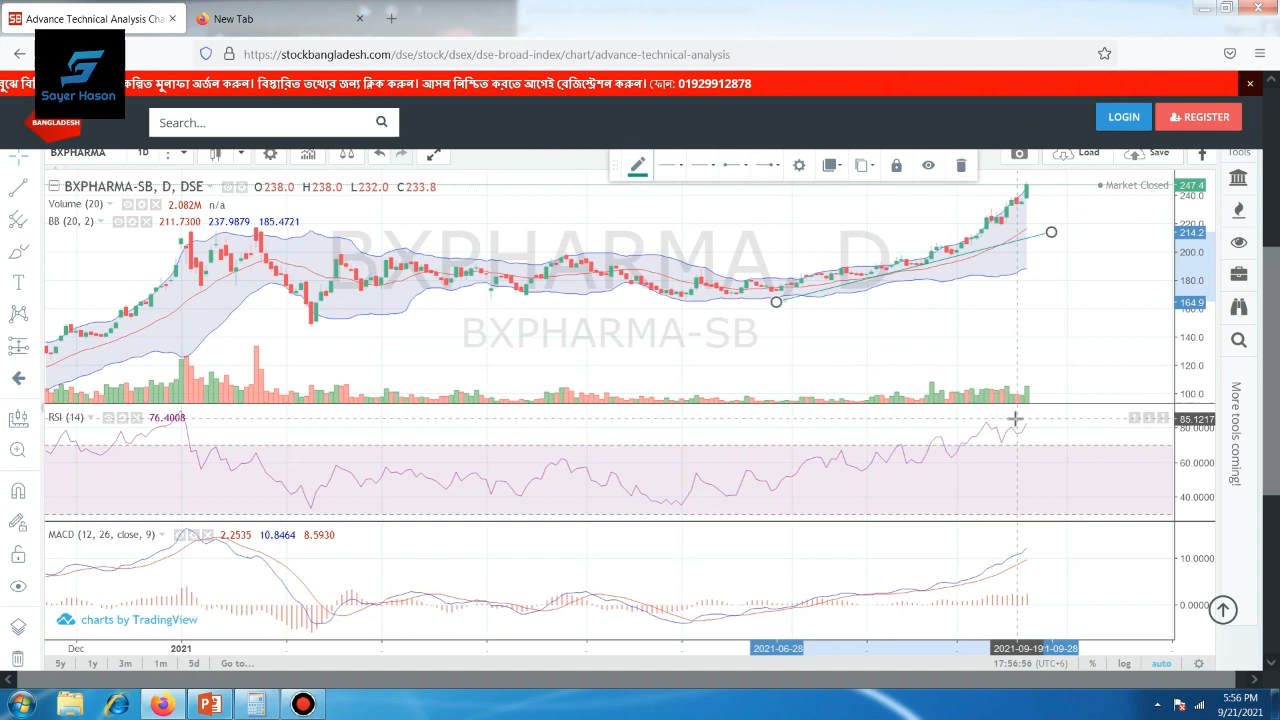 Advance Technical Analysis Cha
New Tab
https://stockbangladesh.com/dse/stock/dsex/dse-broad-index/chart/advance-technical-analysis
Sayer Hasan
মুনাফা অর্জন করুন। বিস্তারিত তথ্যের জন্য ক্লিক করুন। আসন নিশ্চিত করতে আগেই রেজিস্ট্রেশন করুন। ফোন: 01929912878
BANGLADESH
Search...
LOGIN
REGISTER
BXPHARMA 1D
Load
Save
Tools
BXPHARMA-SB, D, DSE O238.0 H238.0 L232.0 C233.8
Market Closed
Volume (20) 2.082M n/a
BB (20, 2) 211.7300 237.9879 185.4721
BXPHARMA, D
BXPHARMA-SB
247.4
240.0
220.0
214.2
200.0
180.0
164.9
140.0
120.0
100.0
RSI (14) 76.4008
85.1217
80.0000
60.0000
40.0000
MACD (12, 26, close, 9) 2.2535 10.8464 8.5930
10.0000
0.0000
charts by TradingView
More tools coming!
Dec 2021 2021-06-28 2021-09-19 1-09-28
5y 1y 3m 1m 5d Go to... 17:56:56 (UTC+6) % log auto
5:56 PM
9/21/2021